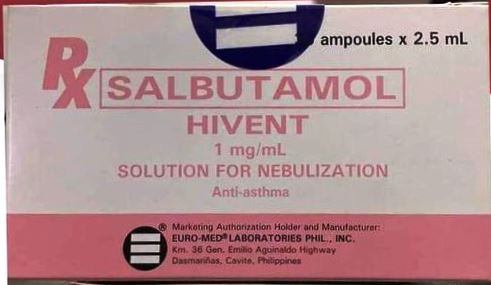 ampoules x 2.5 mL
Rx SALBUTAMOL
HIVENT
1 mg/mL
SOLUTION FOR NEBULIZATION
Anti-asthma
® Marketing Authorization Holder and Manufacturer:
EURO-MED® LABORATORIES PHIL., INC.
Km. 36 Gen. Emilio Aguinaldo Highway
Dasmariñas, Cavite, Philippines